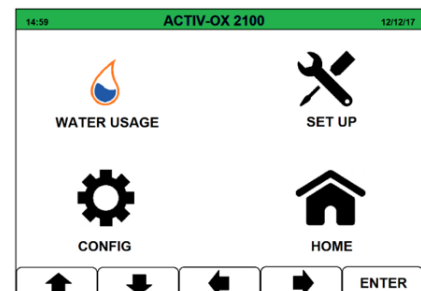 14:59 ACTIV-OX 2100 12/12/17
WATER USAGE SET UP
CONFIG HOME
ENTER